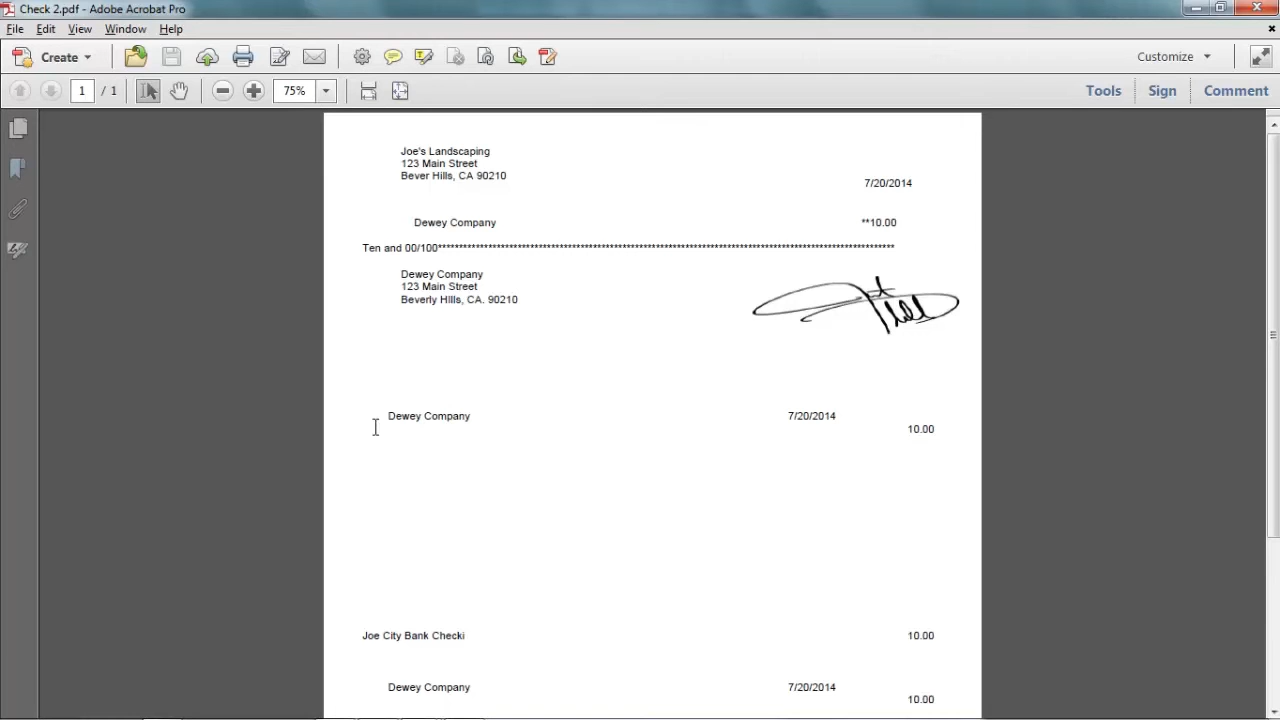 Check 2.pdf - Adobe Acrobat Pro
File Edit View Window Help
Create Customize
1 / 1 75% Tools Sign Comment
Joe's Landscaping
123 Main Street
Bever Hills, CA 90210
7/20/2014
Dewey Company **10.00
Ten and 00/100**************************************************************************************************************
Dewey Company
123 Main Street
Beverly HIlls, CA. 90210
Dewey Company 7/20/2014
10.00
Joe City Bank Checki 10.00
Dewey Company 7/20/2014
10.00